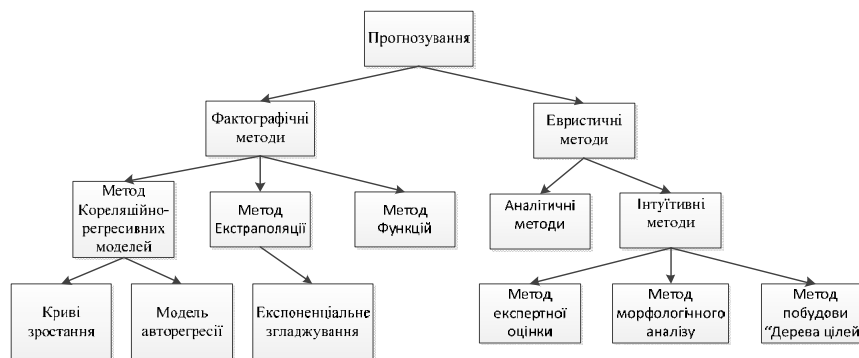 Прогнозування
Фактографічні
методи
Евристичні
методи
Метод
Кореляційно-
регресивних
моделей
Метод
Екстраполяції
Метод
Функцій
Аналітичні
методи
Інтуїтивні
методи
Криві
зростання
Модель
авторегресії
Експоненціальне
згладжування
Метод
експертної
оцінки
Метод
морфологічного
аналізу
Метод
побудови
“Дерева цілей